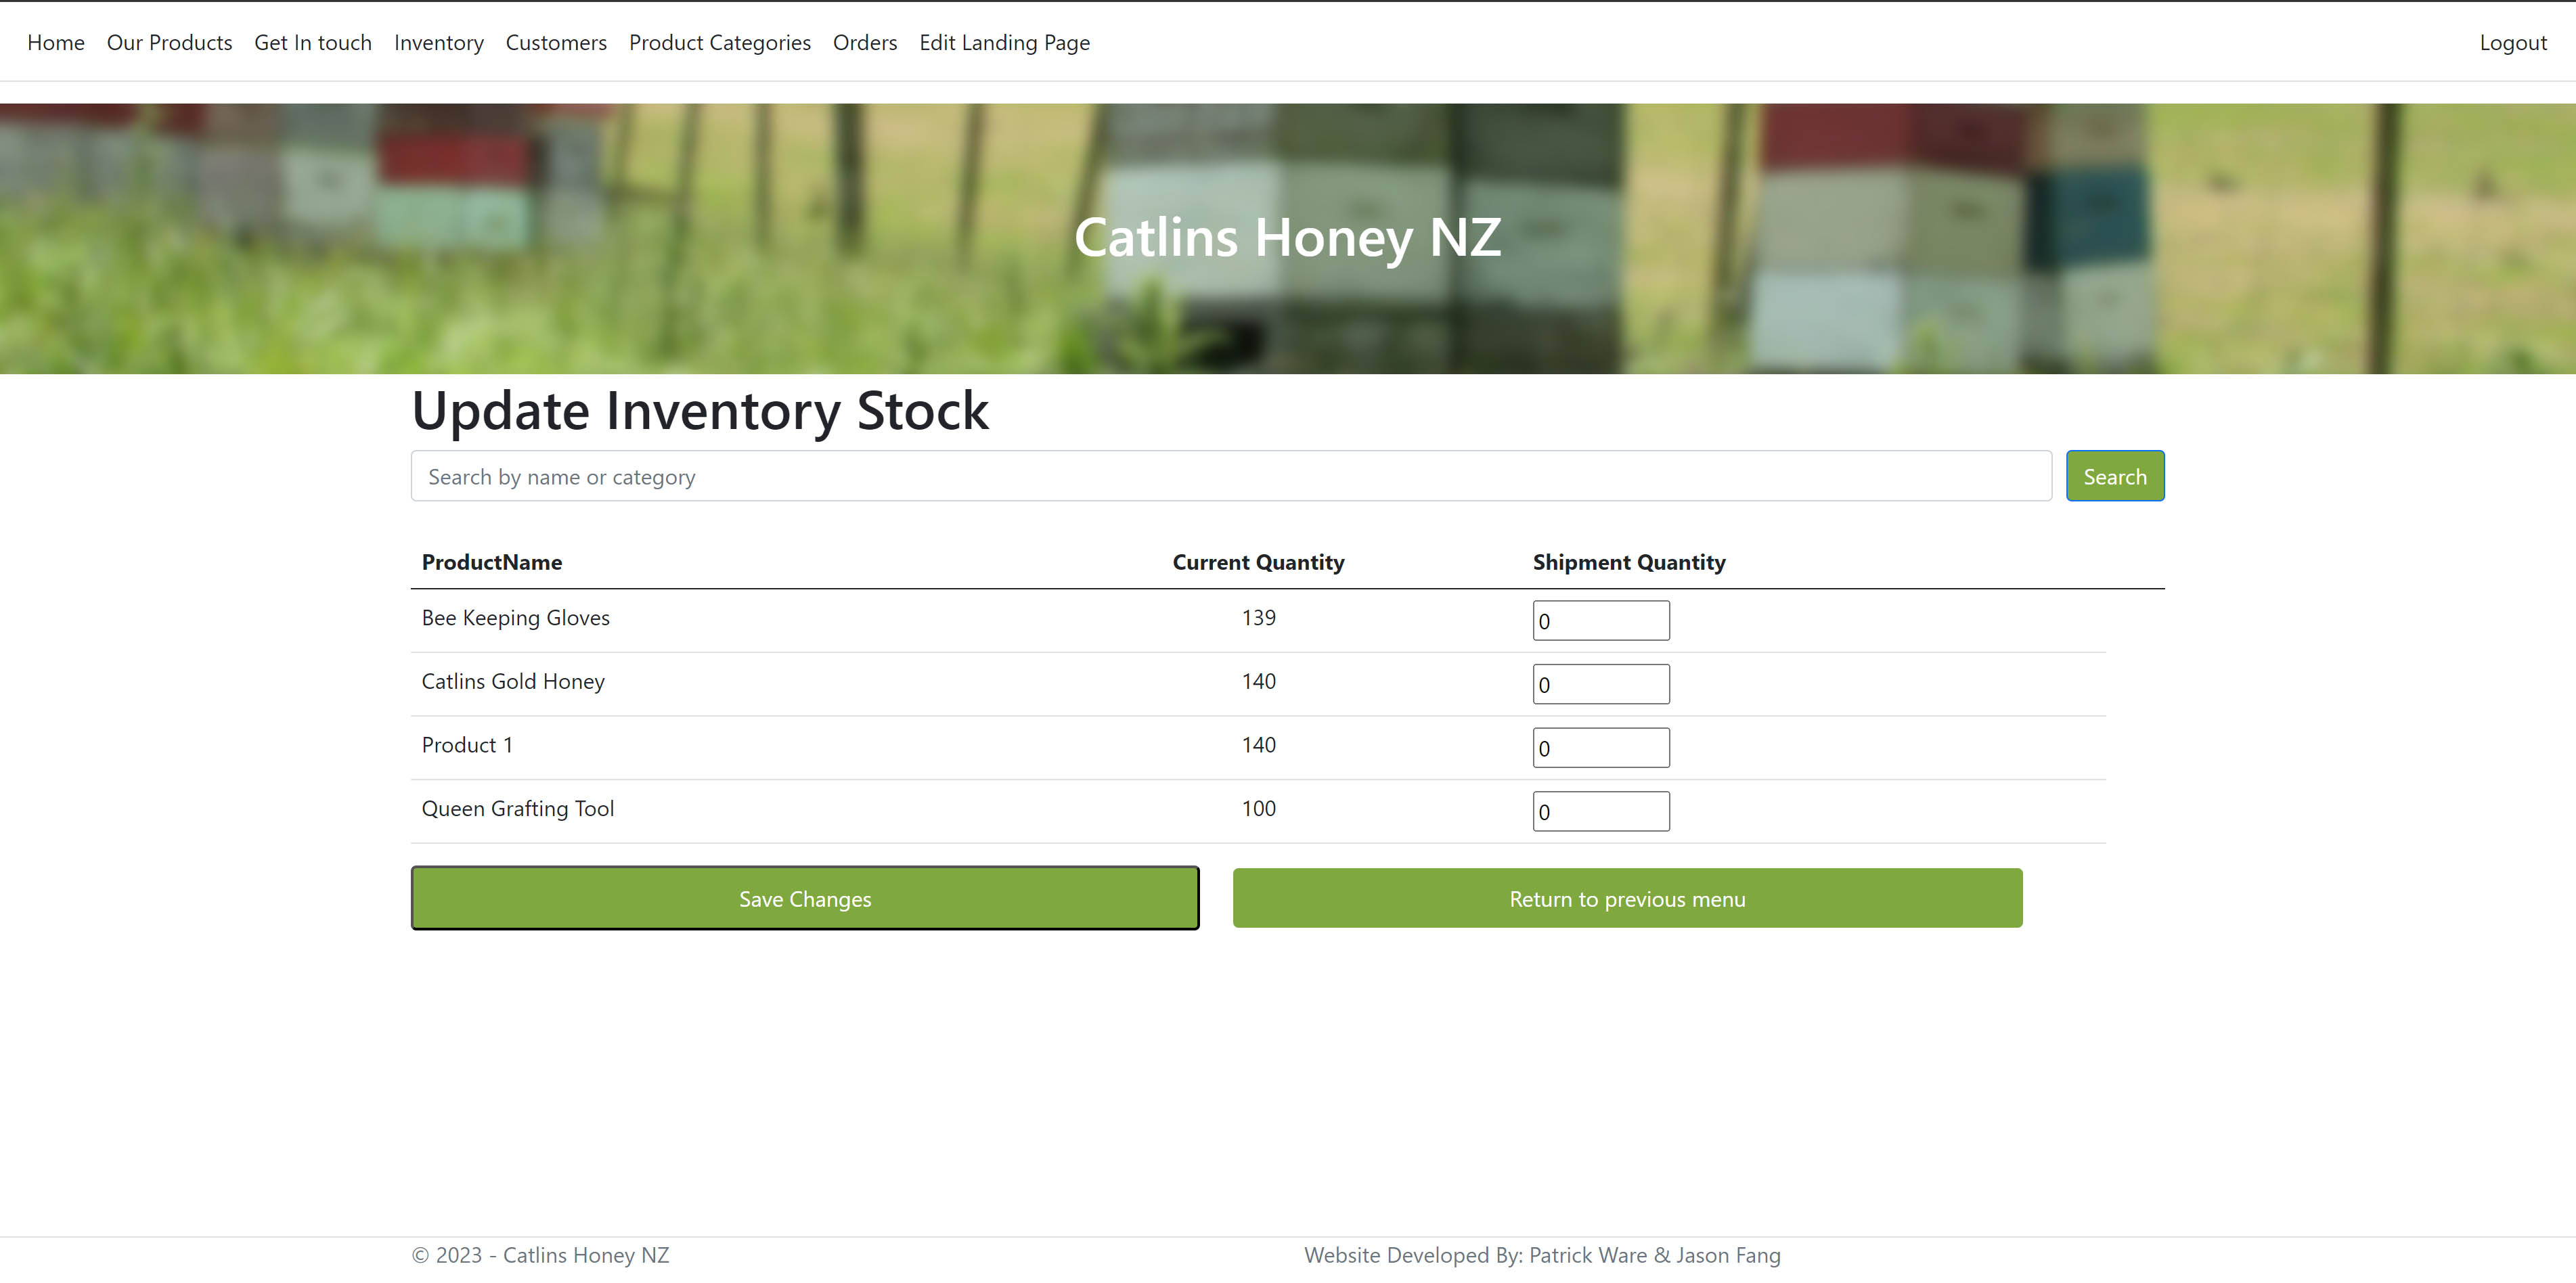 Home Our Products Get In touch Inventory Customers Product Categories Orders Edit Landing Page Logout
Catlins Honey NZ
Update Inventory Stock
Search by name or category Search
ProductName Current Quantity Shipment Quantity
Bee Keeping Gloves 139 0
Catlins Gold Honey 140 0
Product 1 140 0
Queen Grafting Tool 100 0
Save Changes Return to previous menu
© 2023 - Catlins Honey NZ Website Developed By: Patrick Ware & Jason Fang